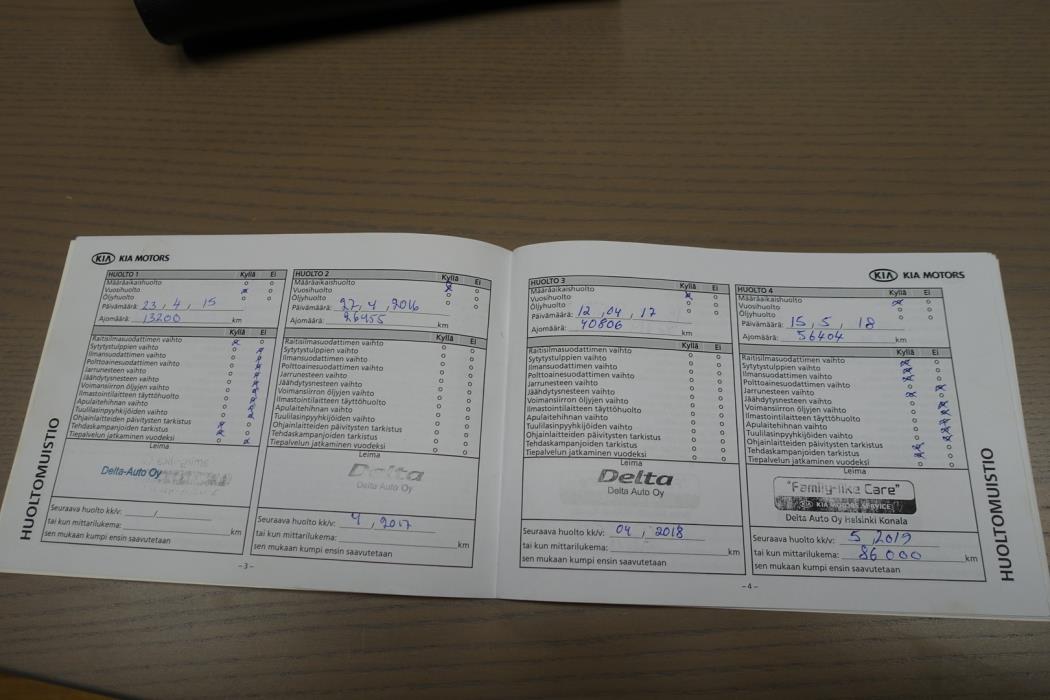 KIA KIA MOTORS
HUOLTO 1 Kyllä Ei
Määräaikaishuolto
Vuosihuolto
Öljyhuolto
Päivämäärä: 23, 4, 15
Ajomäärä: 13200 km
Kyllä Ei
Raitisilmasuodattimen vaihto
Sytytystulppien vaihto
Ilmansuodattimen vaihto
Polttoainesuodattimen vaihto
Jarrunesteen vaihto
Jäähdytysnesteen vaihto
Voimansiirron öljyjen vaihto
Ilmastointilaitteen täyttöhuolto
Apulaitehihnan vaihto
Tuulilasinpyyhkijöiden vaihto
Ohjainlaitteiden päivitysten tarkistus
Tehdaskampanjoiden tarkistus
Tiepalvelun jatkaminen vuodeksi
Leima
Delta-Auto Oy
Seuraava huolto kk/v: ,
tai kun mittarilukema: km
sen mukaan kumpi ensin saavutetaan
HUOLTO 2 Kyllä Ei
Määräaikaishuolto
Vuosihuolto
Öljyhuolto
Päivämäärä: 27, 4, 2016
Ajomäärä: 26455 km
Kyllä Ei
Raitisilmasuodattimen vaihto
Sytytystulppien vaihto
Ilmansuodattimen vaihto
Polttoainesuodattimen vaihto
Jarrunesteen vaihto
Jäähdytysnesteen vaihto
Voimansiirron öljyjen vaihto
Ilmastointilaitteen täyttöhuolto
Apulaitehihnan vaihto
Tuulilasinpyyhkijöiden vaihto
Ohjainlaitteiden päivitysten tarkistus
Tehdaskampanjoiden tarkistus
Tiepalvelun jatkaminen vuodeksi
Leima
Delta
Delta Auto Oy
Seuraava huolto kk/v: 4, 2017
tai kun mittarilukema: km
sen mukaan kumpi ensin saavutetaan
HUOLTOMUISTIO
- 3 -
HUOLTO 3 Kyllä Ei
Määräaikaishuolto
Vuosihuolto
Öljyhuolto
Päivämäärä: 12, 04, 17
Ajomäärä: 40806 km
Kyllä Ei
Raitisilmasuodattimen vaihto
Sytytystulppien vaihto
Ilmansuodattimen vaihto
Polttoainesuodattimen vaihto
Jarrunesteen vaihto
Jäähdytysnesteen vaihto
Voimansiirron öljyjen vaihto
Ilmastointilaitteen täyttöhuolto
Apulaitehihnan vaihto
Tuulilasinpyyhkijöiden vaihto
Ohjainlaitteiden päivitysten tarkistus
Tehdaskampanjoiden tarkistus
Tiepalvelun jatkaminen vuodeksi
Leima
Delta
Delta Auto Oy
Seuraava huolto kk/v: 04, 2018
tai kun mittarilukema: km
sen mukaan kumpi ensin saavutetaan
KIA KIA MOTORS
HUOLTO 4 Kyllä Ei
Määräaikaishuolto
Vuosihuolto
Öljyhuolto
Päivämäärä: 15, 5, 18
Ajomäärä: 56404 km
Kyllä Ei
Raitisilmasuodattimen vaihto
Sytytystulppien vaihto
Ilmansuodattimen vaihto
Polttoainesuodattimen vaihto
Jarrunesteen vaihto
Jäähdytysnesteen vaihto
Voimansiirron öljyjen vaihto
Ilmastointilaitteen täyttöhuolto
Apulaitehihnan vaihto
Tuulilasinpyyhkijöiden vaihto
Ohjainlaitteiden päivitysten tarkistus
Tehdaskampanjoiden tarkistus
Tiepalvelun jatkaminen vuodeksi
Leima
"Family-like Care"
KIA MOTORS SERVICE
Delta Auto Oy Helsinki Konala
Seuraava huolto kk/v: 5, 2019
tai kun mittarilukema: 86 000 km
sen mukaan kumpi ensin saavutetaan
HUOLTOMUISTIO
- 4 -